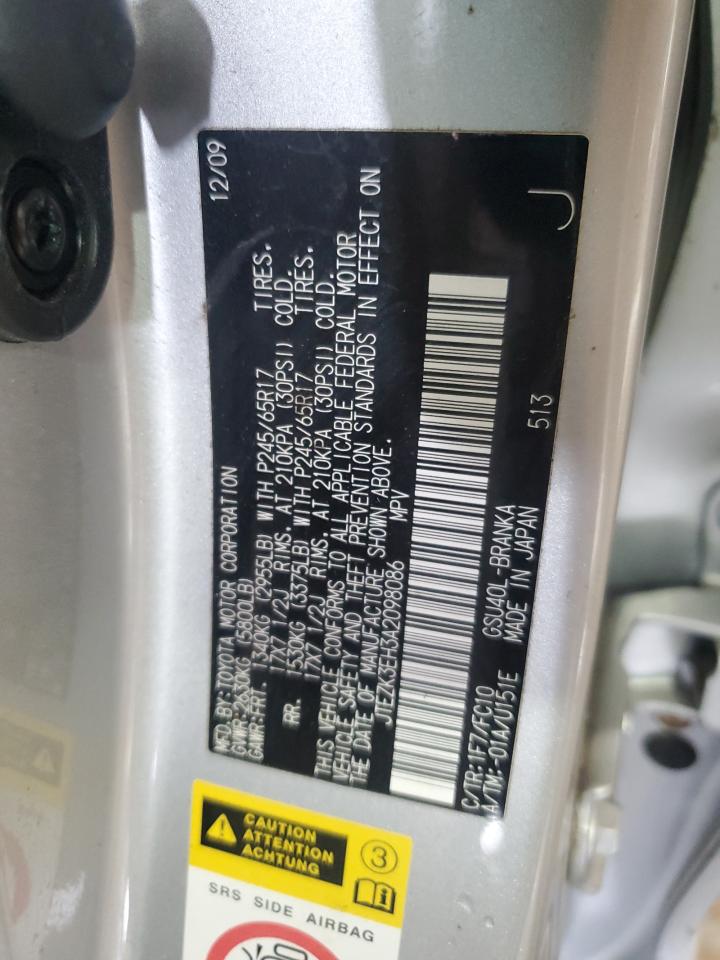 MFD.BY:TOYOTA MOTOR CORPORATION 12/09
GVWR:2630KG (5800LB)
GAWR:FRT 1340KG (2955LB) WITH P245/65R17 TIRES.
17X7 1/2J RIMS. AT 210KPA (30PSI) COLD.
RR. 1530KG (3375LB) WITH P245/65R17 TIRES.
17X7 1/2J RIMS. AT 210KPA (30PSI) COLD.
THIS VEHICLE CONFORMS TO ALL APPLICABLE FEDERAL MOTOR
VEHICLE SAFETY AND THEFT PREVENTION STANDARDS IN EFFECT ON
THE DATE OF MANUFACTURE SHOWN ABOVE.
JTEZK3EH3A2098086 MPV
C/TR:1F7/FC10 GSU40L-BRANKA
A/TM:-01A/U151E MADE IN JAPAN 513
J
CAUTION
ATTENTION
ACHTUNG
3
SRS SIDE AIRBAG